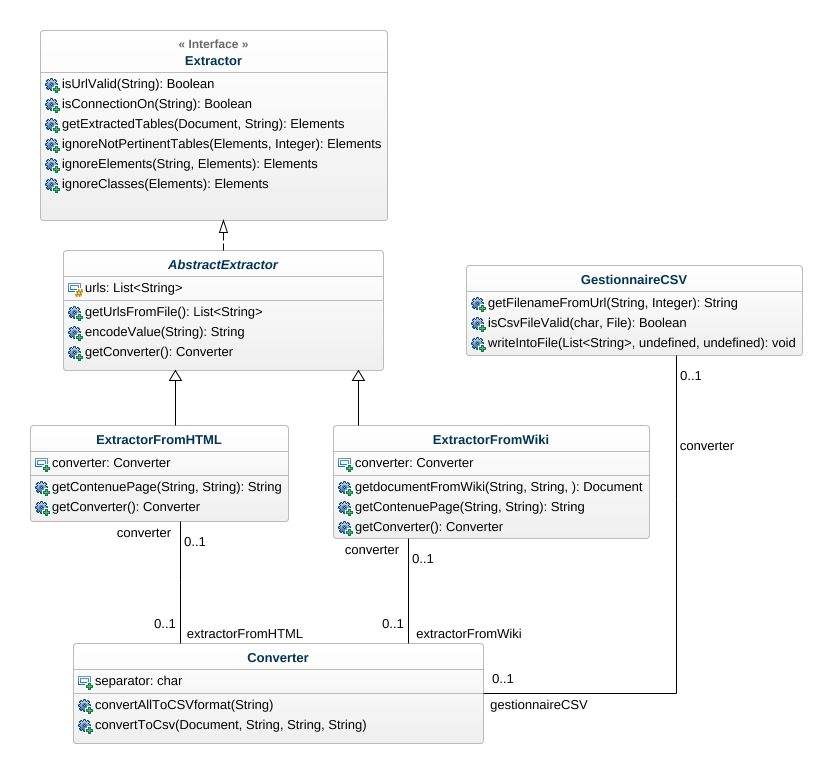 « Interface »
Extractor
isUrlValid(String): Boolean
isConnectionOn(String): Boolean
getExtractedTables(Document, String): Elements
ignoreNotPertinentTables(Elements, Integer): Elements
ignoreElements(String, Elements): Elements
ignoreClasses(Elements): Elements
AbstractExtractor
urls: List<String>
getUrlsFromFile(): List<String>
encodeValue(String): String
getConverter(): Converter
GestionnaireCSV
getFilenameFromUrl(String, Integer): String
isCsvFileValid(char, File): Boolean
writeIntoFile(List<String>, undefined, undefined): void
0..1
converter
ExtractorFromHTML
converter: Converter
getContenuePage(String, String): String
getConverter(): Converter
converter
0..1
ExtractorFromWiki
converter: Converter
getdocumentFromWiki(String, String, ): Document
getContenuePage(String, String): String
getConverter(): Converter
converter
0..1
0..1
extractorFromHTML
0..1
extractorFromWiki
Converter
separator: char
convertAllToCSVformat(String)
convertToCsv(Document, String, String, String)
0..1
gestionnaireCSV